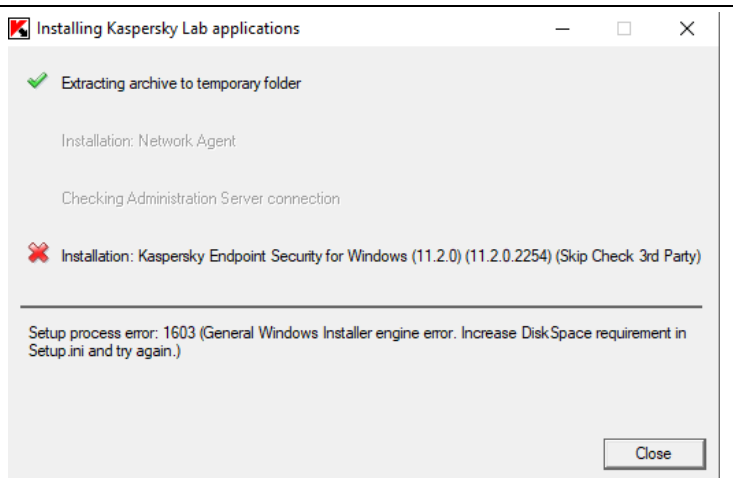 Installing Kaspersky Lab applications
Extracting archive to temporary folder
Installation: Network Agent
Checking Administration Server connection
Installation: Kaspersky Endpoint Security for Windows (11.2.0) (11.2.0.2254) (Skip Check 3rd Party)
Setup process error: 1603 (General Windows Installer engine error. Increase DiskSpace requirement in
Setup.ini and try again.)
Close